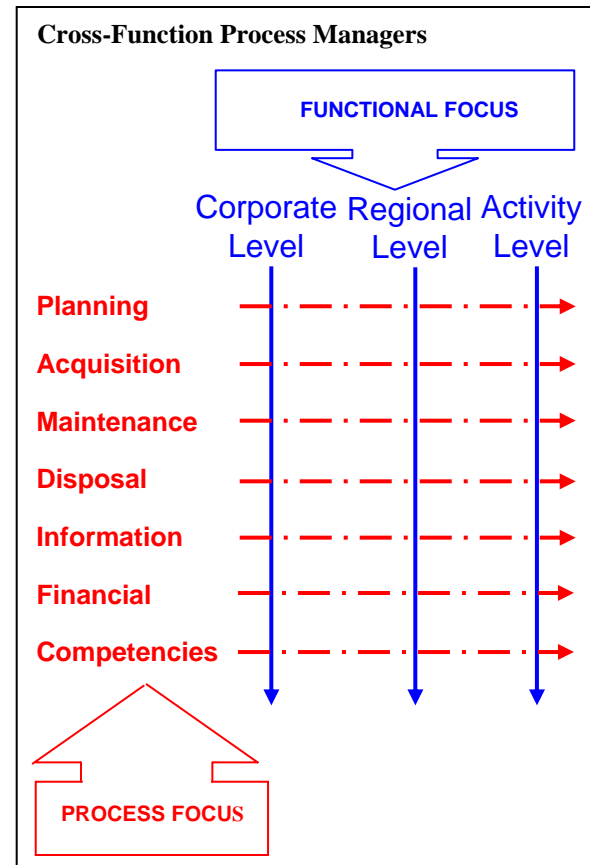 Cross-Function Process Managers
FUNCTIONAL FOCUS
Corporate Regional Activity
Level Level Level
Planning
Acquisition
Maintenance
Disposal
Information
Financial
Competencies
PROCESS FOCUS